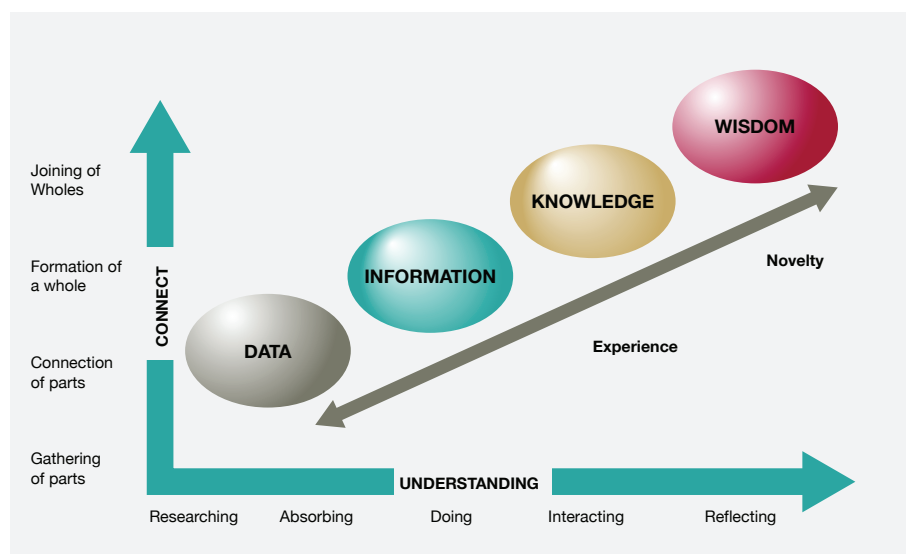 WISDOM
Joining of
Wholes
KNOWLEDGE
Novelty
Formation of
a whole
INFORMATION
CONNECT
DATA
Experience
Connection
of parts
Gathering
of parts
UNDERSTANDING
Researching
Absorbing
Doing
Interacting
Reflecting